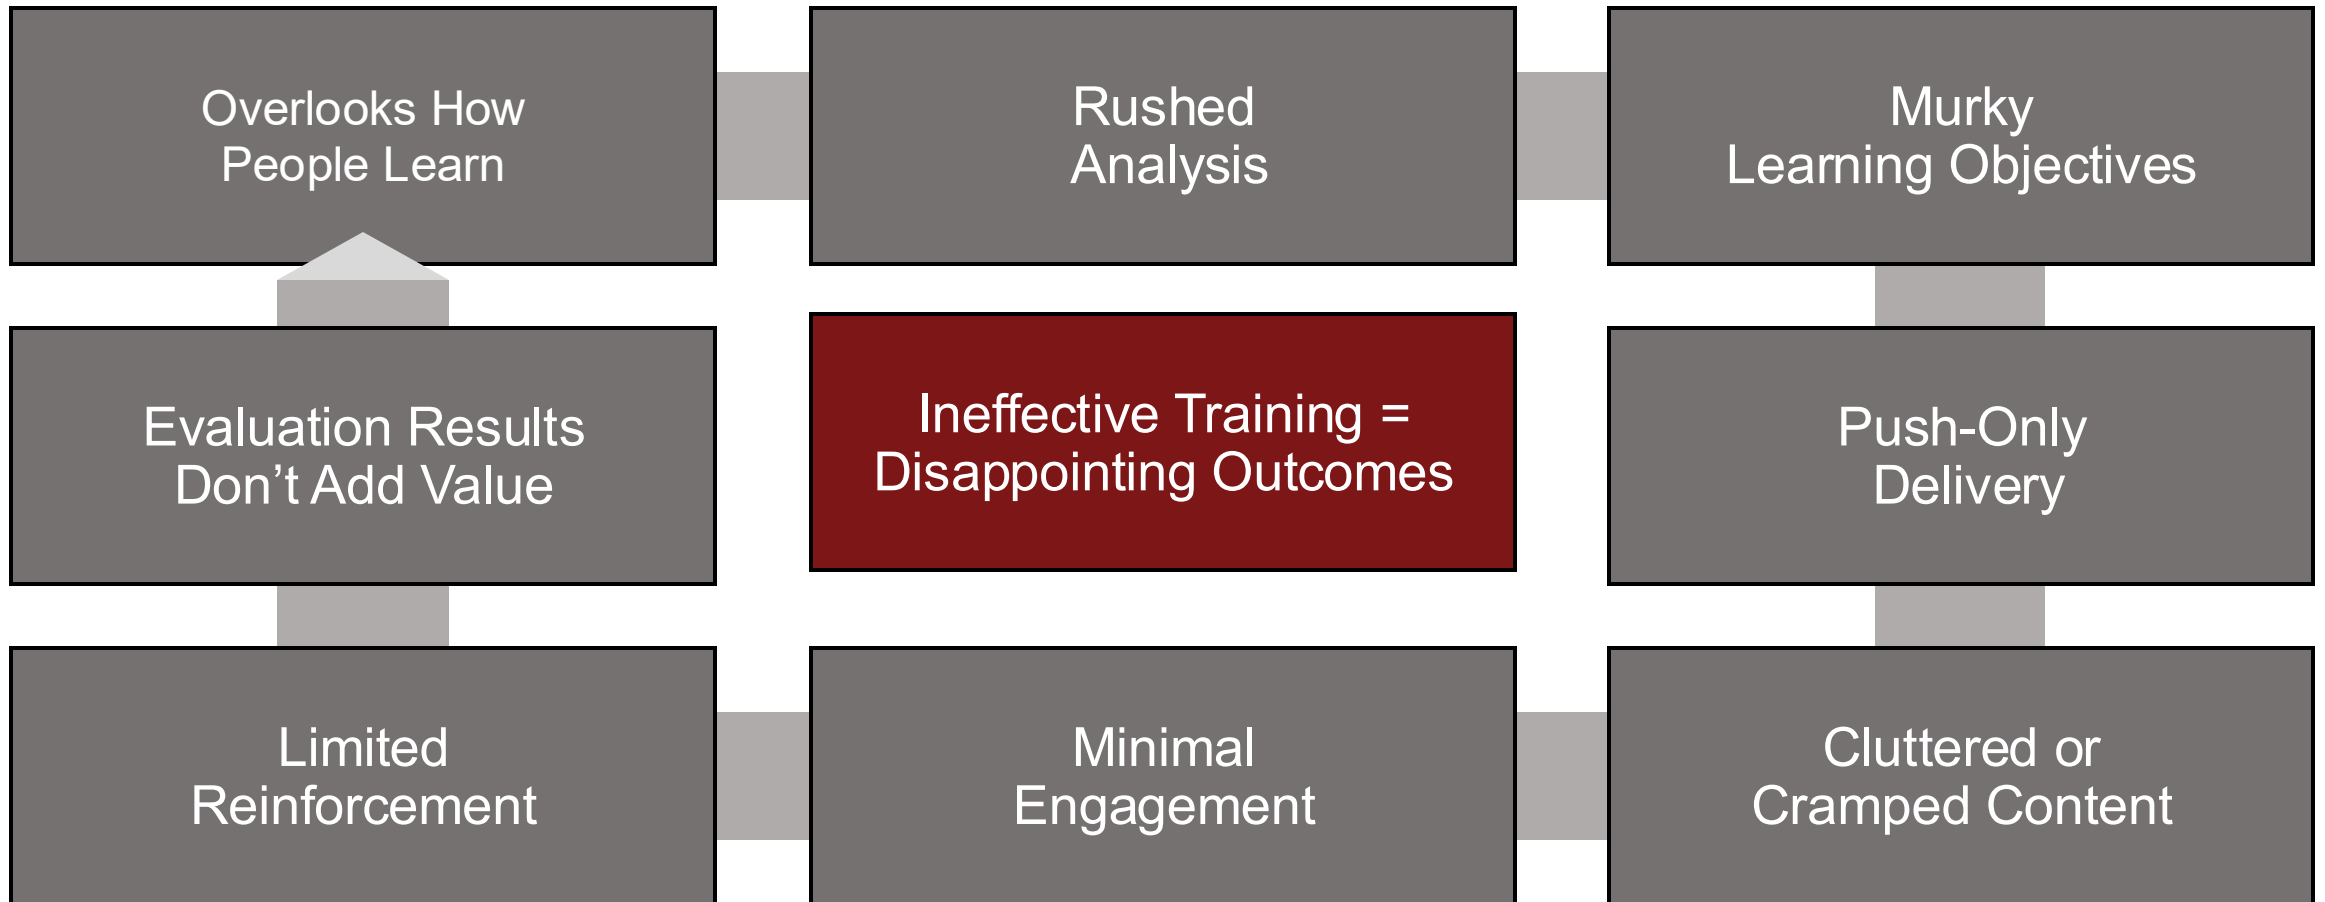 Overlooks How
People Learn
Rushed
Analysis
Murky
Learning Objectives
Evaluation Results
Don’t Add Value
Ineffective Training =
Disappointing Outcomes
Push-Only
Delivery
Limited
Reinforcement
Minimal
Engagement
Cluttered or
Cramped Content